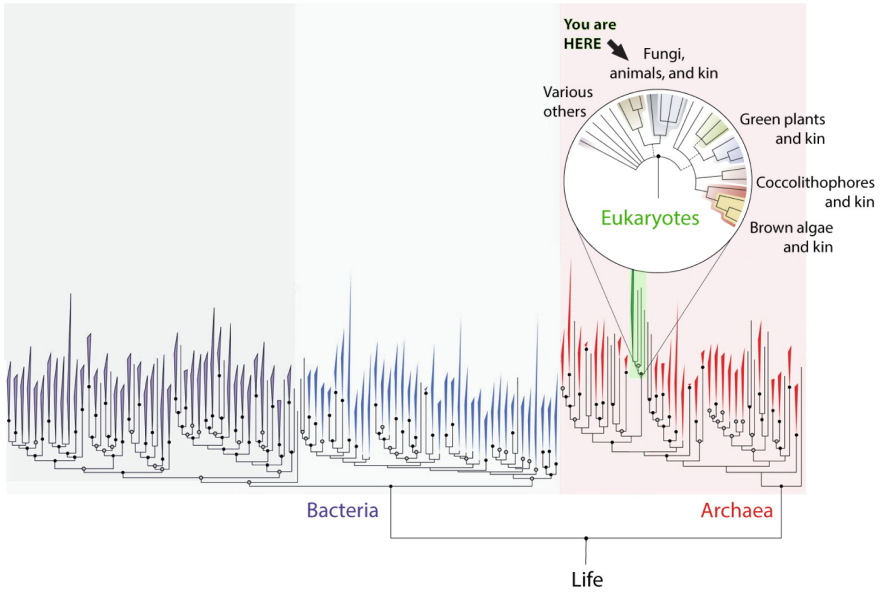 You are
HERE
Fungi,
animals, and kin
Various
others
Green plants
and kin
Coccolithophores
and kin
Eukaryotes
Brown algae
and kin
Bacteria
Archaea
Life